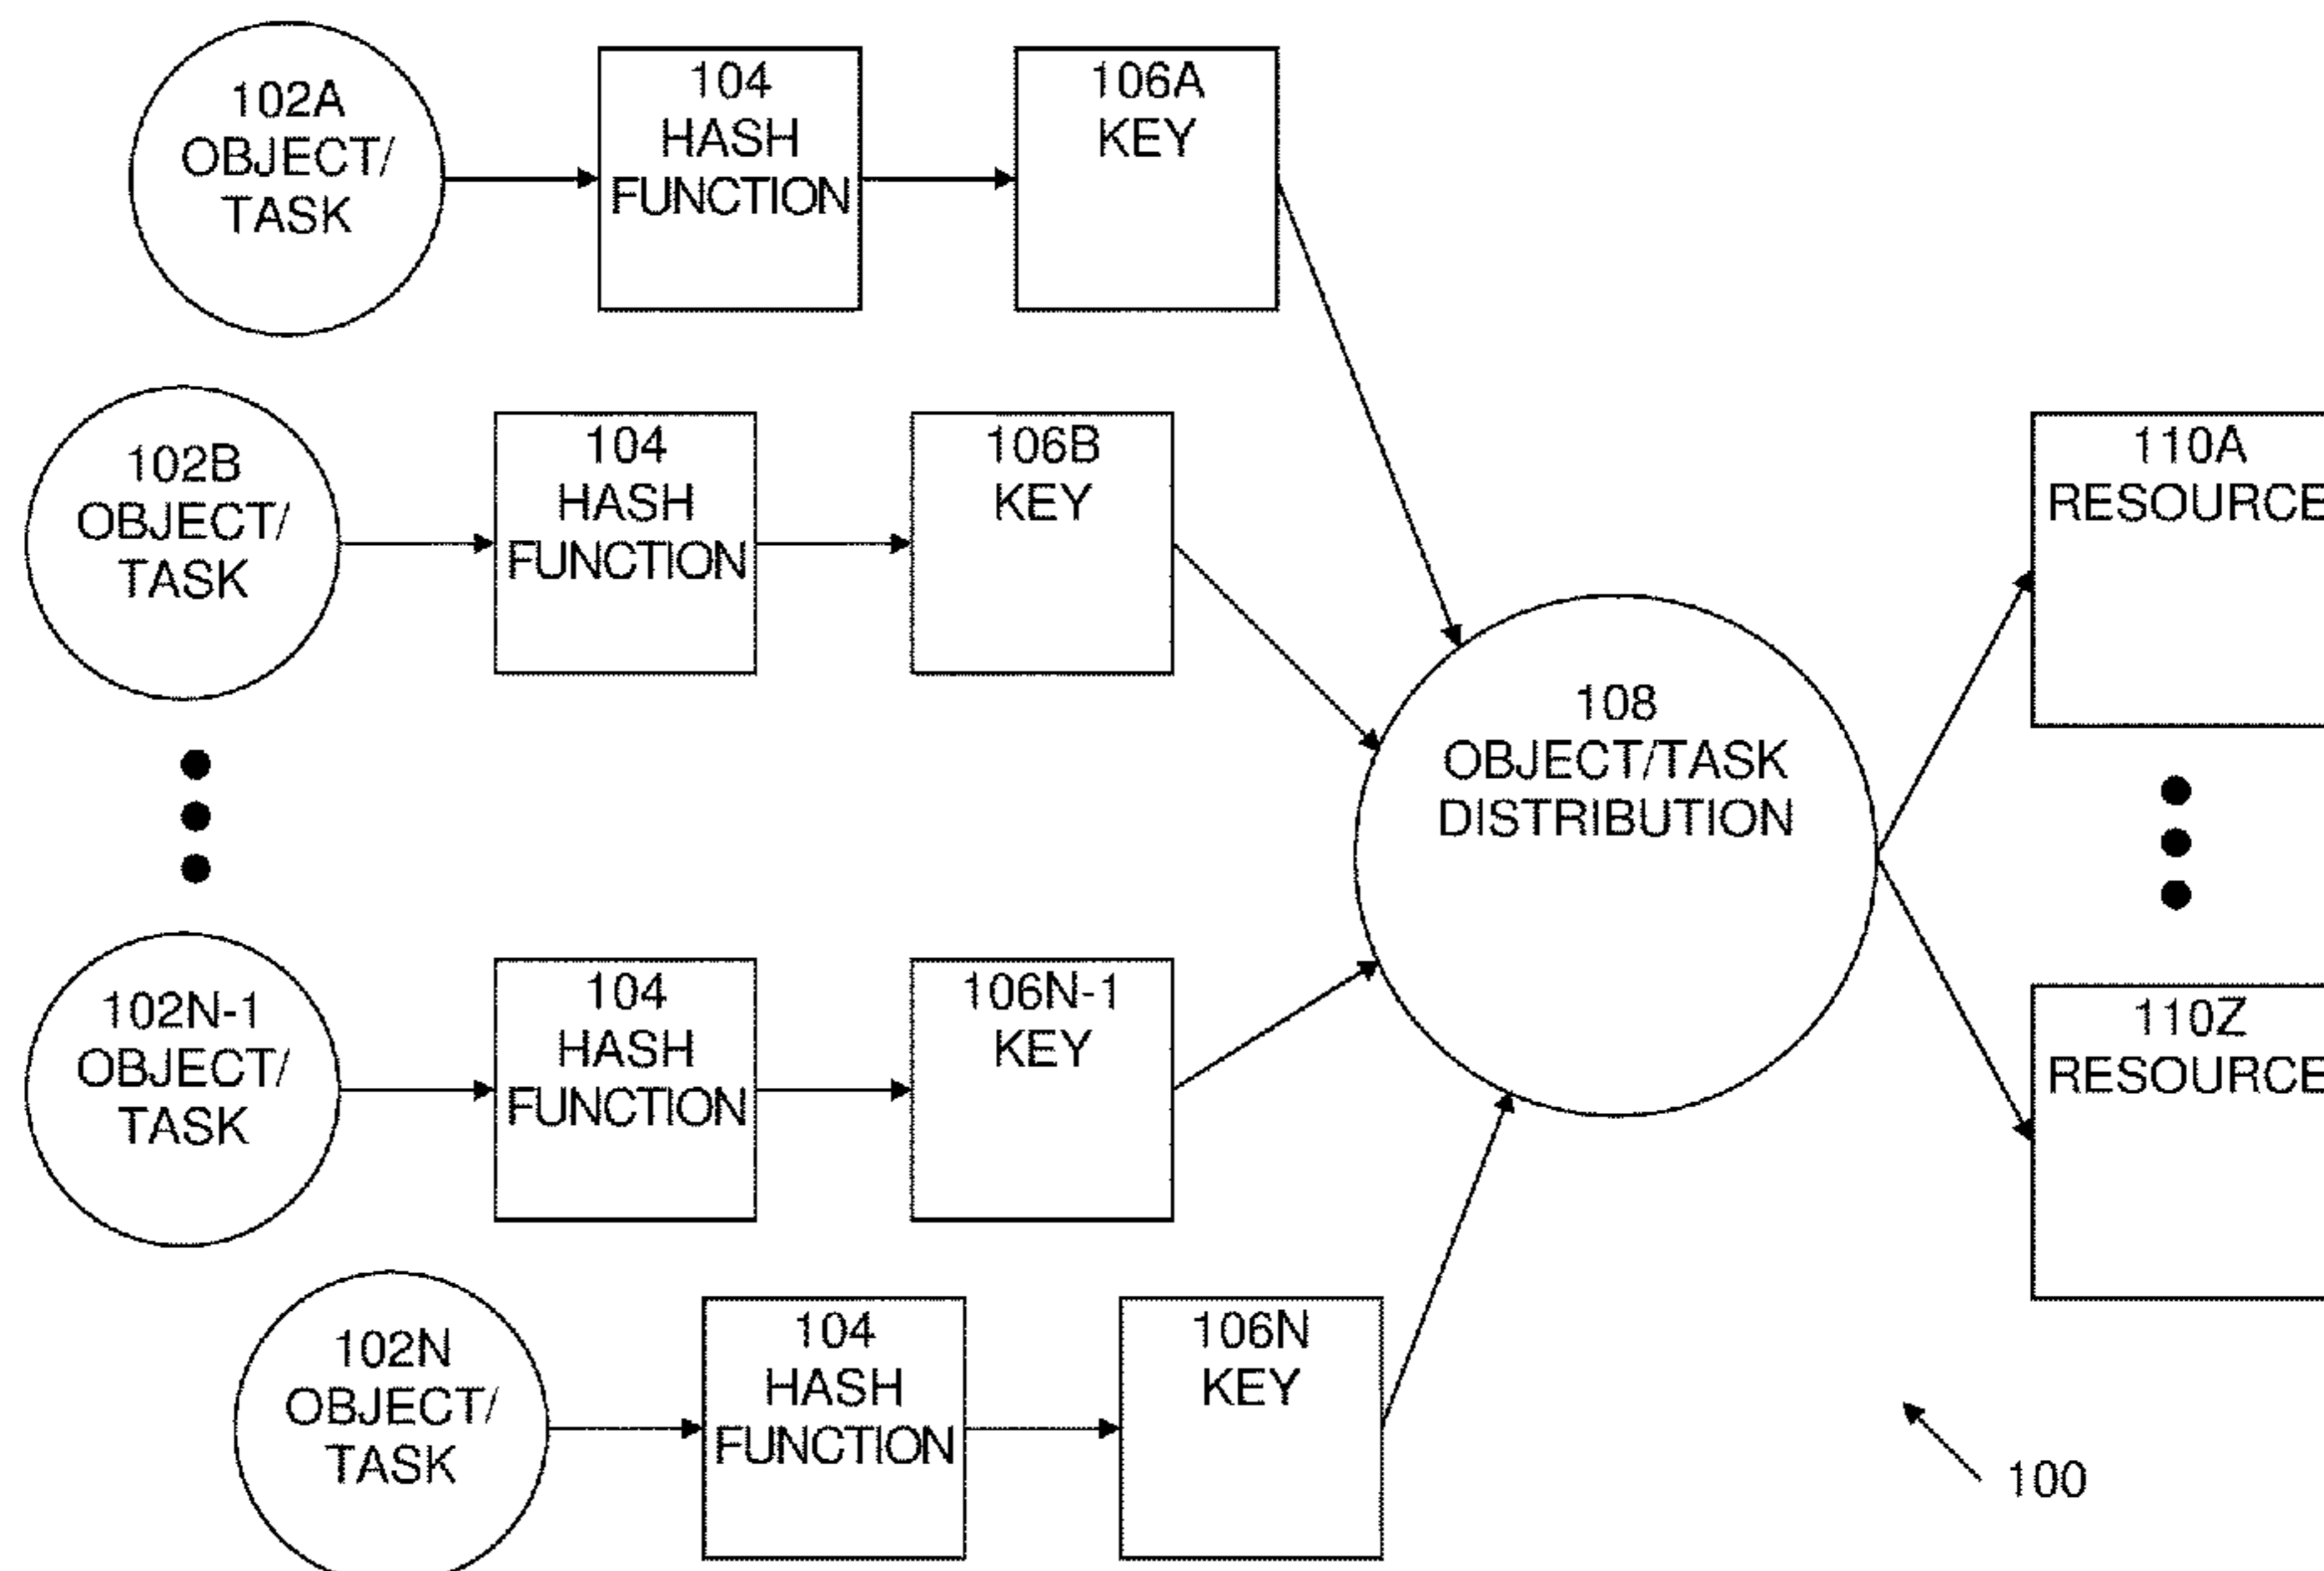 102A
OBJECT/
TASK
104
HASH
FUNCTION
106A
KEY
102B
OBJECT/
TASK
104
HASH
FUNCTION
106B
KEY
110A
RESOURCE
108
OBJECT/TASK
DISTRIBUTION
102N-1
OBJECT/
TASK
104
HASH
FUNCTION
106N-1
KEY
110Z
RESOURCE
102N
OBJECT/
TASK
104
HASH
FUNCTION
106N
KEY
100